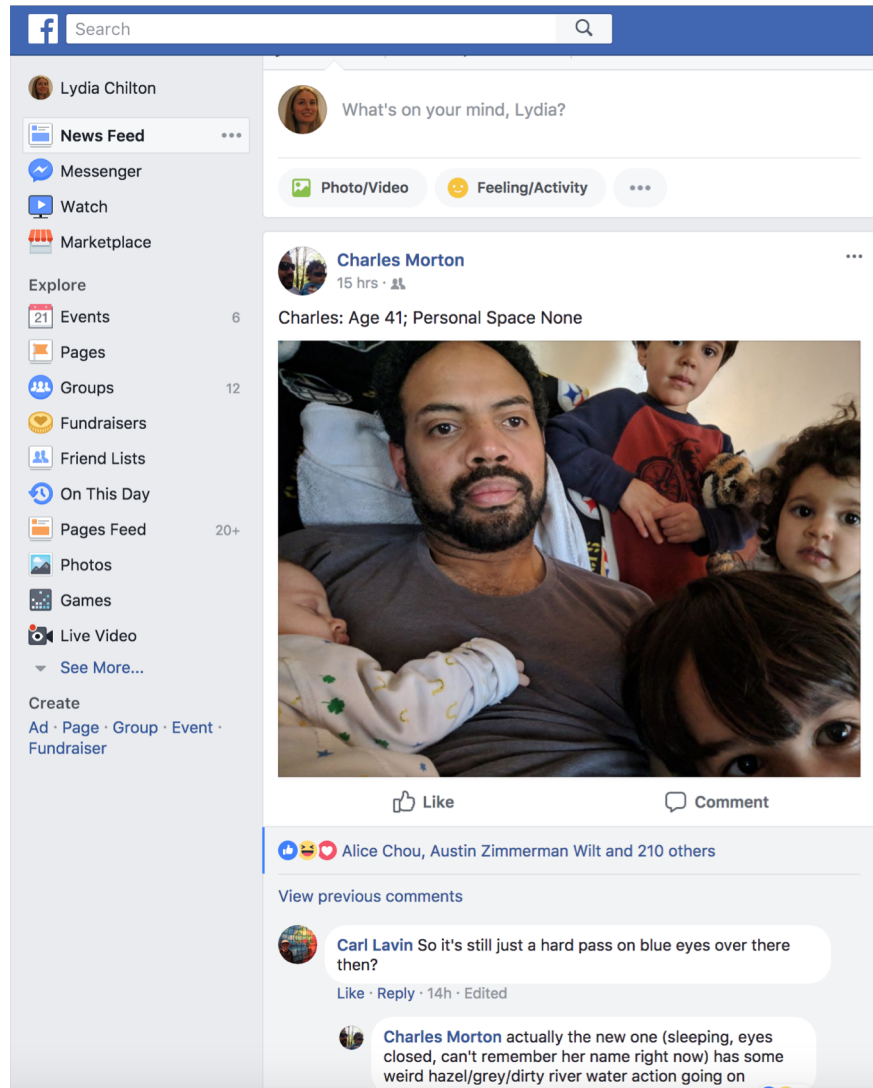 f
Search
Lydia Chilton
News Feed
Messenger
Watch
Marketplace
Explore
21 Events 6
Pages
Groups 12
Fundraisers
Friend Lists
On This Day
Pages Feed 20+
Photos
Games
Live Video
See More...
Create
Ad · Page · Group · Event ·
Fundraiser
What's on your mind, Lydia?
Photo/Video Feeling/Activity
Charles Morton
15 hrs ·
Charles: Age 41; Personal Space None
Like Comment
Alice Chou, Austin Zimmerman Wilt and 210 others
View previous comments
Carl Lavin So it's still just a hard pass on blue eyes over there
then?
Like · Reply · 14h · Edited
Charles Morton actually the new one (sleeping, eyes
closed, can't remember her name right now) has some
weird hazel/grey/dirty river water action going on